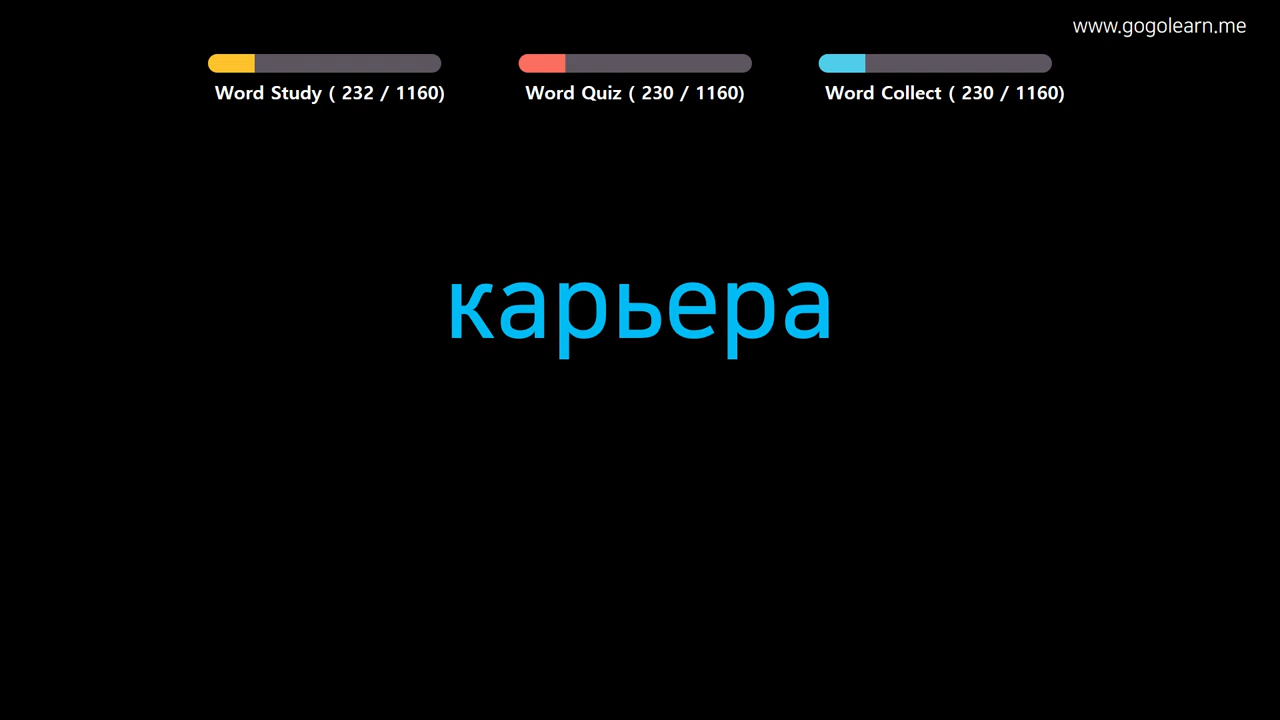 www.gogolearn.me
Word Study ( 232 / 1160)
Word Quiz ( 230 / 1160)
Word Collect ( 230 / 1160)
карьера